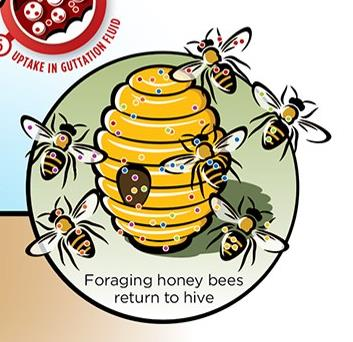 UPTAKE IN GUTTATION FLUID
Foraging honey bees
return to hive